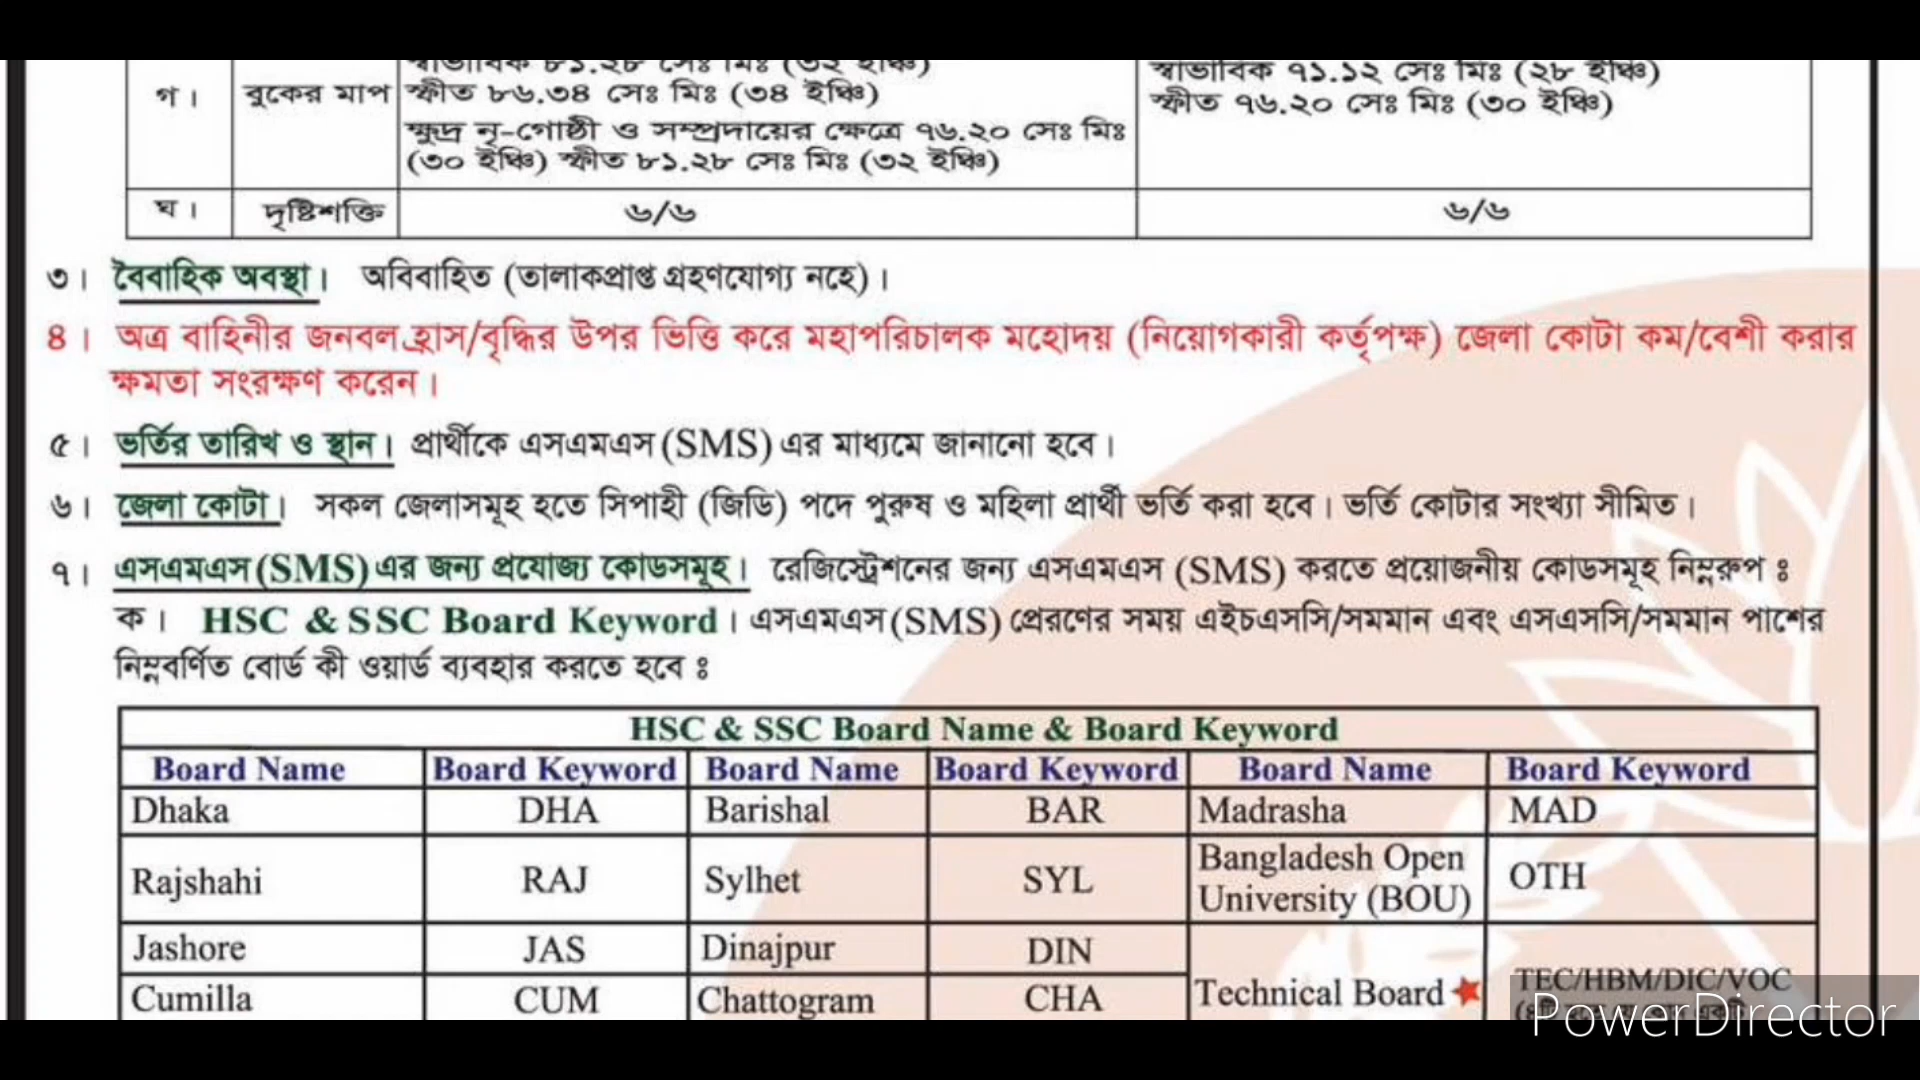 স্বাভাবিক ৮১.২৮ সেঃ মিঃ (৩২ ইঞ্চি)
স্বাভাবিক ৭১.১২ সেঃ মিঃ (২৮ ইঞ্চি)
গ। বুকের মাপ স্ফীত ৮৬.৩৪ সেঃ মিঃ (৩৪ ইঞ্চি)
স্ফীত ৭৬.২০ সেঃ মিঃ (৩০ ইঞ্চি)
ক্ষুদ্র নৃ-গোষ্ঠী ও সম্প্রদায়ের ক্ষেত্রে ৭৬.২০ সেঃ মিঃ
(৩০ ইঞ্চি) স্ফীত ৮১.২৮ সেঃ মিঃ (৩২ ইঞ্চি)
ঘ। দৃষ্টিশক্তি ৬/৬ ৬/৬
৩। বৈবাহিক অবস্থা। অবিবাহিত (তালাকপ্রাপ্ত গ্রহণযোগ্য নহে)।
৪। অত্র বাহিনীর জনবল হ্রাস/বৃদ্ধির উপর ভিত্তি করে মহাপরিচালক মহোদয় (নিয়োগকারী কর্তৃপক্ষ) জেলা কোটা কম/বেশী করার
ক্ষমতা সংরক্ষণ করেন।
৫। ভর্তির তারিখ ও স্থান। প্রার্থীকে এসএমএস (SMS) এর মাধ্যমে জানানো হবে।
৬। জেলা কোটা। সকল জেলাসমূহ হতে সিপাহী (জিডি) পদে পুরুষ ও মহিলা প্রার্থী ভর্তি করা হবে। ভর্তি কোটার সংখ্যা সীমিত।
৭। এসএমএস (SMS) এর জন্য প্রযোজ্য কোডসমূহ। রেজিস্ট্রেশনের জন্য এসএমএস (SMS) করতে প্রয়োজনীয় কোডসমূহ নিম্নরুপ ঃ
ক। HSC & SSC Board Keyword। এসএমএস (SMS) প্রেরণের সময় এইচএসসি/সমমান এবং এসএসসি/সমমান পাশের
নিম্নবর্ণিত বোর্ড কী ওয়ার্ড ব্যবহার করতে হবে ঃ
HSC & SSC Board Name & Board Keyword
Board Name Board Keyword Board Name Board Keyword Board Name Board Keyword
Dhaka DHA Barishal BAR Madrasha MAD
Rajshahi RAJ Sylhet SYL Bangladesh Open University (BOU) OTH
Jashore JAS Dinajpur DIN
Technical Board TEC/HBM/DIC/VOC
Cumilla CUM Chattogram CHA
PowerDirector